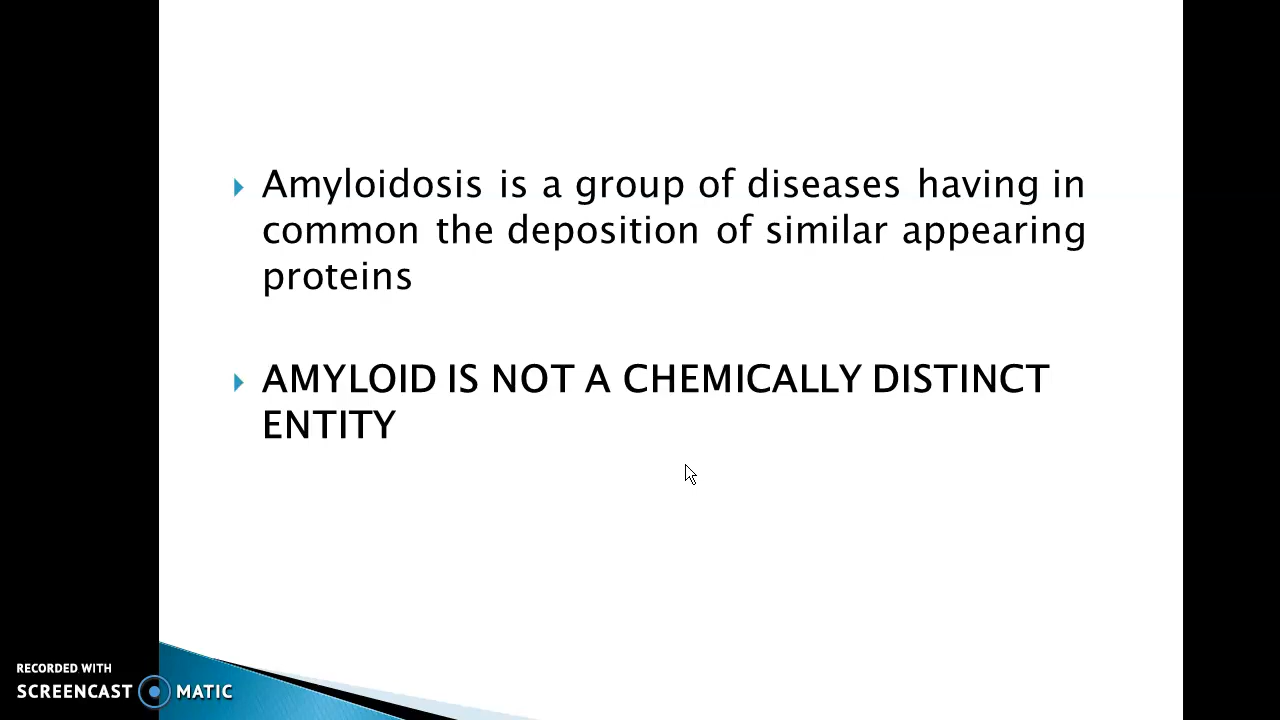 Amyloidosis is a group of diseases having in
common the deposition of similar appearing
proteins
AMYLOID IS NOT A CHEMICALLY DISTINCT
ENTITY
RECORDED WITH
SCREENCAST MATIC